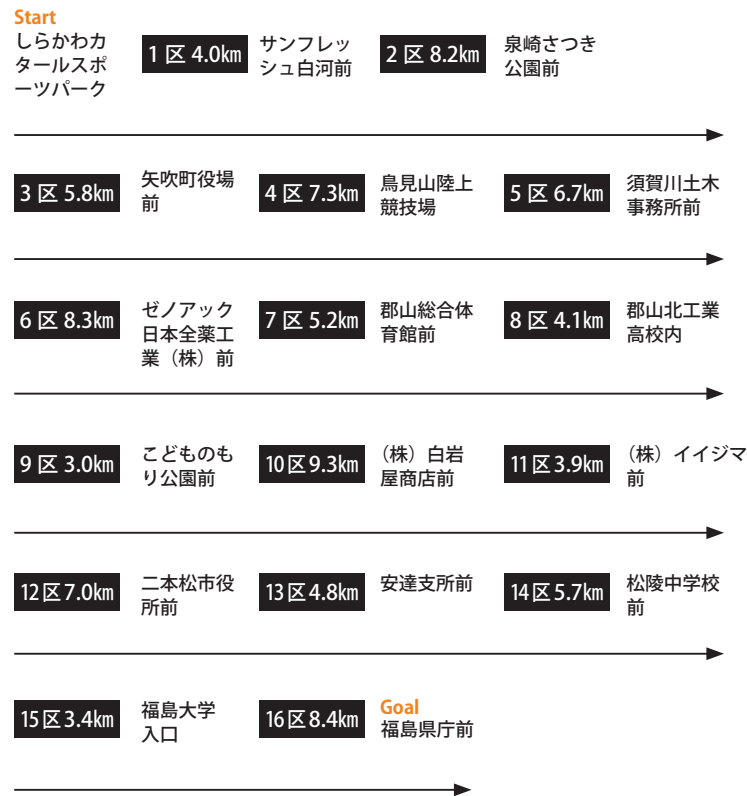 Start
しらかわカ
タールスポ
ーツパーク
1 区 4.0㎞
サンフレッ
シュ白河前
2 区 8.2㎞
泉崎さつき
公園前
3 区 5.8㎞
矢吹町役場
前
4 区 7.3㎞
鳥見山陸上
競技場
5 区 6.7㎞
須賀川土木
事務所前
6 区 8.3㎞
ゼノアック
日本全薬工
業（株）前
7 区 5.2㎞
郡山総合体
育館前
8 区 4.1㎞
郡山北工業
高校内
9 区 3.0㎞
こどものも
り公園前
10区9.3㎞
（株）白岩
屋商店前
11区3.9㎞
（株）イイジマ
前
12区7.0㎞
二本松市役
所前
13区4.8㎞
安達支所前
14区5.7㎞
松陵中学校
前
15区3.4㎞
福島大学
入口
16区8.4㎞
Goal
福島県庁前